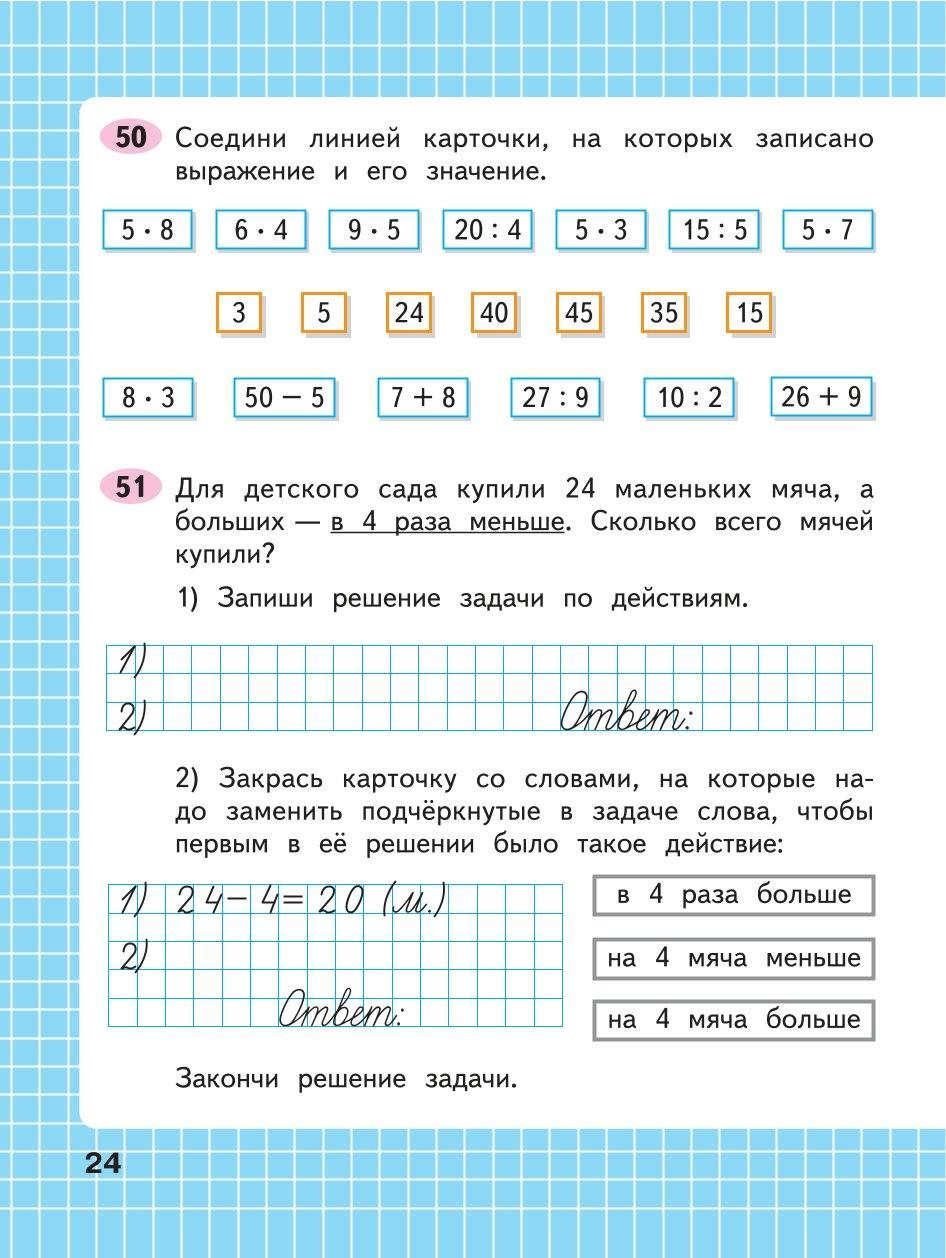 50 Соедини линией карточки, на которых записано
выражение и его значение.
5 · 8 6 · 4 9 · 5 20 : 4 5 · 3 15 : 5 5 · 7
3 5 24 40 45 35 15
8 · 3 50 − 5 7 + 8 27 : 9 10 : 2 26 + 9
51 Для детского сада купили 24 маленьких мяча, а
больших — в 4 раза меньше. Сколько всего мячей
купили?
1) Запиши решение задачи по действиям.
1)
2) Ответ:
2) Закрась карточку со словами, на которые на-
до заменить подчёркнутые в задаче слова, чтобы
первым в её решении было такое действие:
1) 24 − 4 = 20 (м.)
2)
Ответ:
в 4 раза больше
на 4 мяча меньше
на 4 мяча больше
Закончи решение задачи.
24